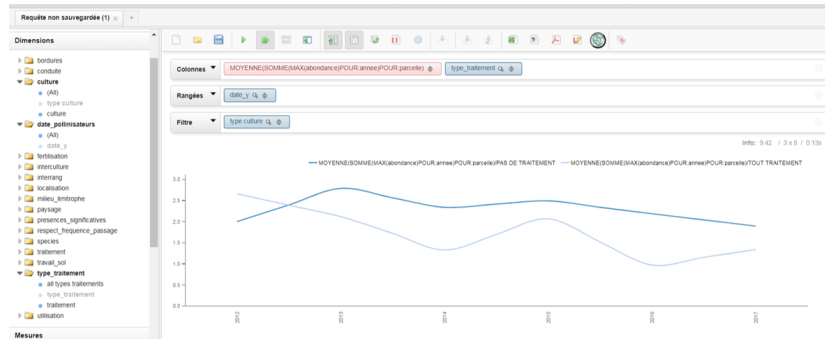 Requête non sauvegardée (1) × +
Dimensions
bordures
conduite
culture
(All)
type culture
culture
date_pollinisateurs
(All)
date_y
fertilisation
interculture
interrang
localisation
milieu_limitrophe
paysage
presences_significatives
respect_frequence_passage
species
traitement
travail_sol
type_traitement
all types traitements
type_traitement
traitement
utilisation
Mesures
Colonnes MOYENNE(SOMME(MAX(abondance)POUR:annee)POUR:parcelle) type_traitement
Rangées date_y
Filtre type culture
Info: 9:42 / 3 x 8 / 0.13s
MOYENNE(SOMME(MAX(abondance)POUR:annee)POUR:parcelle)/PAS DE TRAITEMENT MOYENNE(SOMME(MAX(abondance)POUR:annee)POUR:parcelle)/TOUT TRAITEMENT
3.0
2.5
2.0
1.5
1.0
0.5
0.0
2012 2013 2014 2015 2016 2017